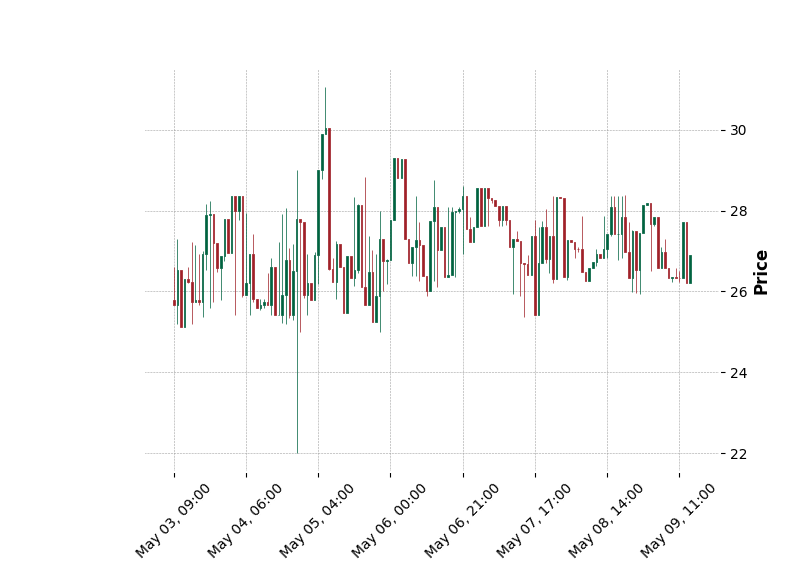 30
28
26
24
22
Price
May 03, 09:00
May 04, 06:00
May 05, 04:00
May 06, 00:00
May 06, 21:00
May 07, 17:00
May 08, 14:00
May 09, 11:00